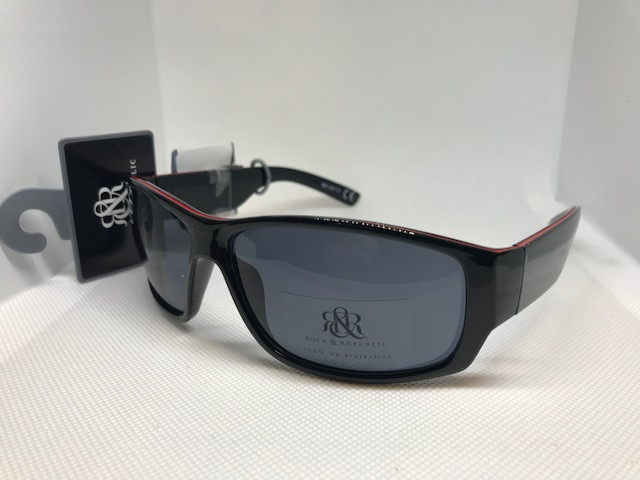 R&R
ROCK & REPUBLIC
100% UV protection
R&R